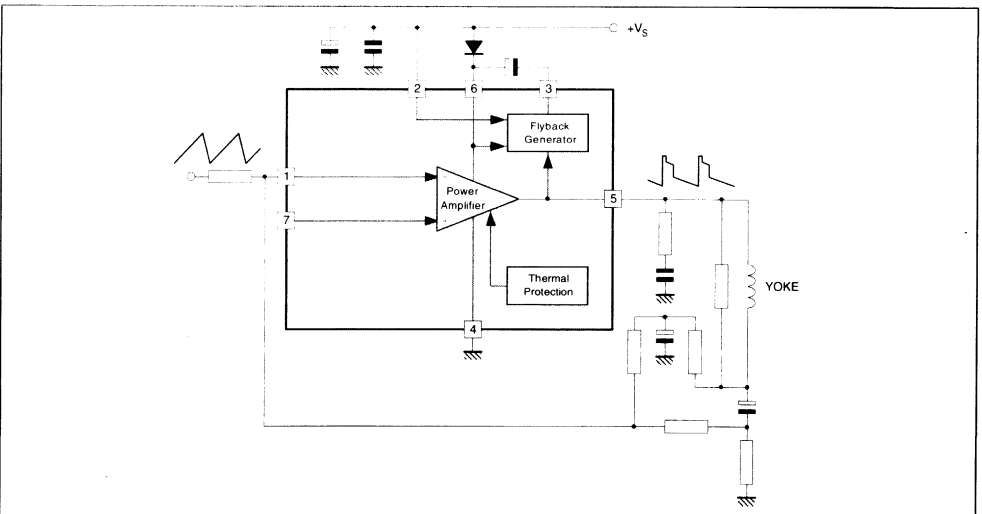 +VS
2 6 3
Flyback
Generator
1
Power
Amplifier
5
7
Thermal
Protection
YOKE
4